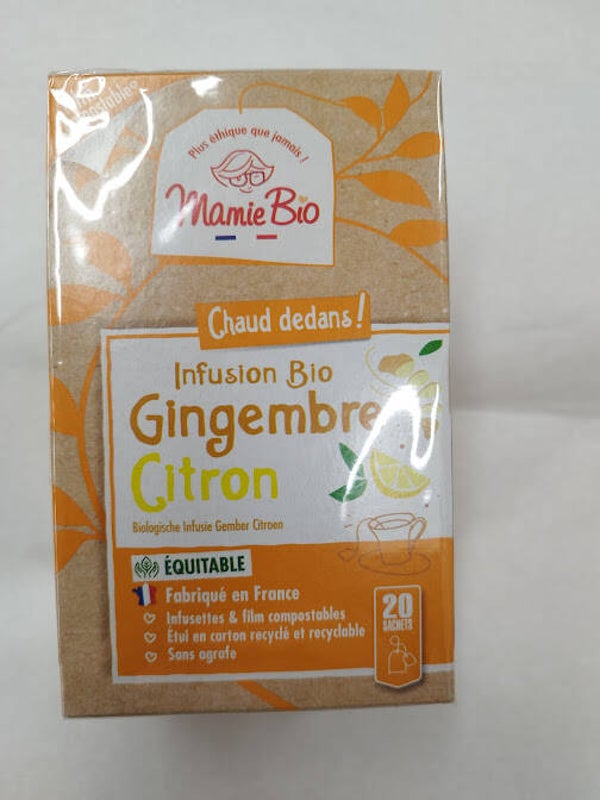 compostables
Plus éthique que jamais !
Mamie Bio
Chaud dedans !
Infusion Bio
Gingembre
Citron
Biologische Infusie Gember Citroen
ÉQUITABLE
Fabriqué en France
Infusettes & film compostables
Étui en carton recyclé et recyclable
Sans agrafe
20
SACHETS